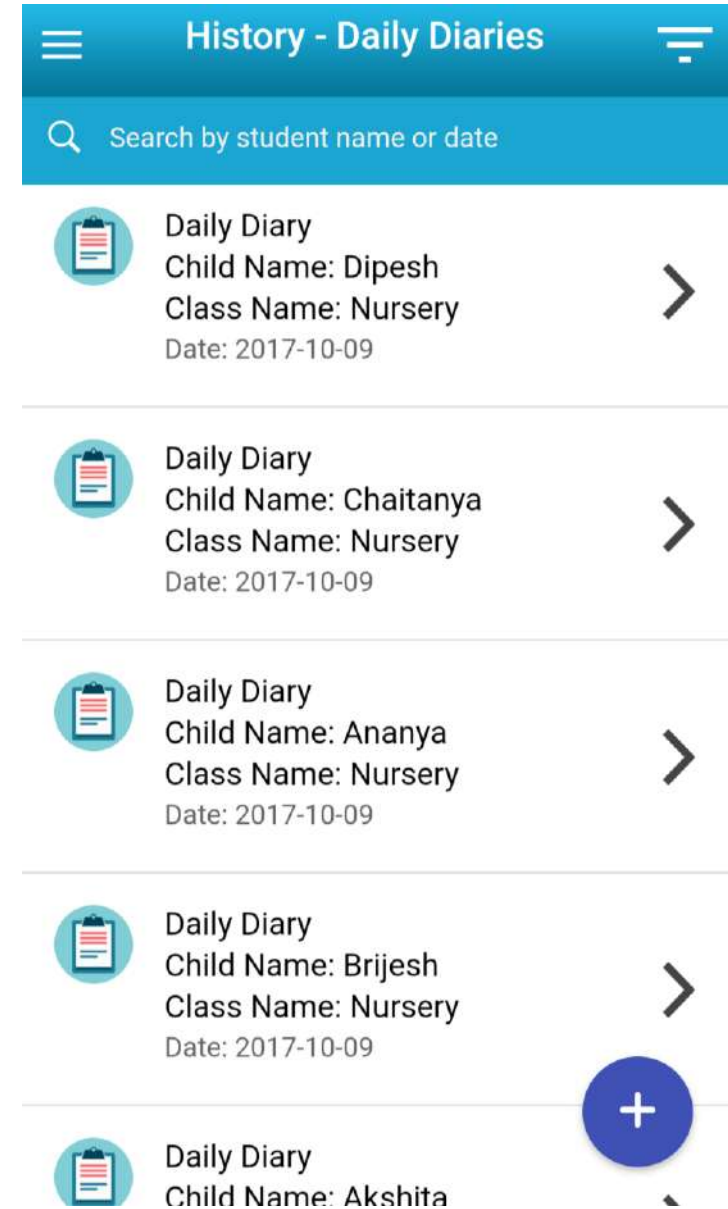 History - Daily Diaries
Search by student name or date
Daily Diary
Child Name: Dipesh
Class Name: Nursery
Date: 2017-10-09
Daily Diary
Child Name: Chaitanya
Class Name: Nursery
Date: 2017-10-09
Daily Diary
Child Name: Ananya
Class Name: Nursery
Date: 2017-10-09
Daily Diary
Child Name: Brijesh
Class Name: Nursery
Date: 2017-10-09
Daily Diary
Child Name: Akshita